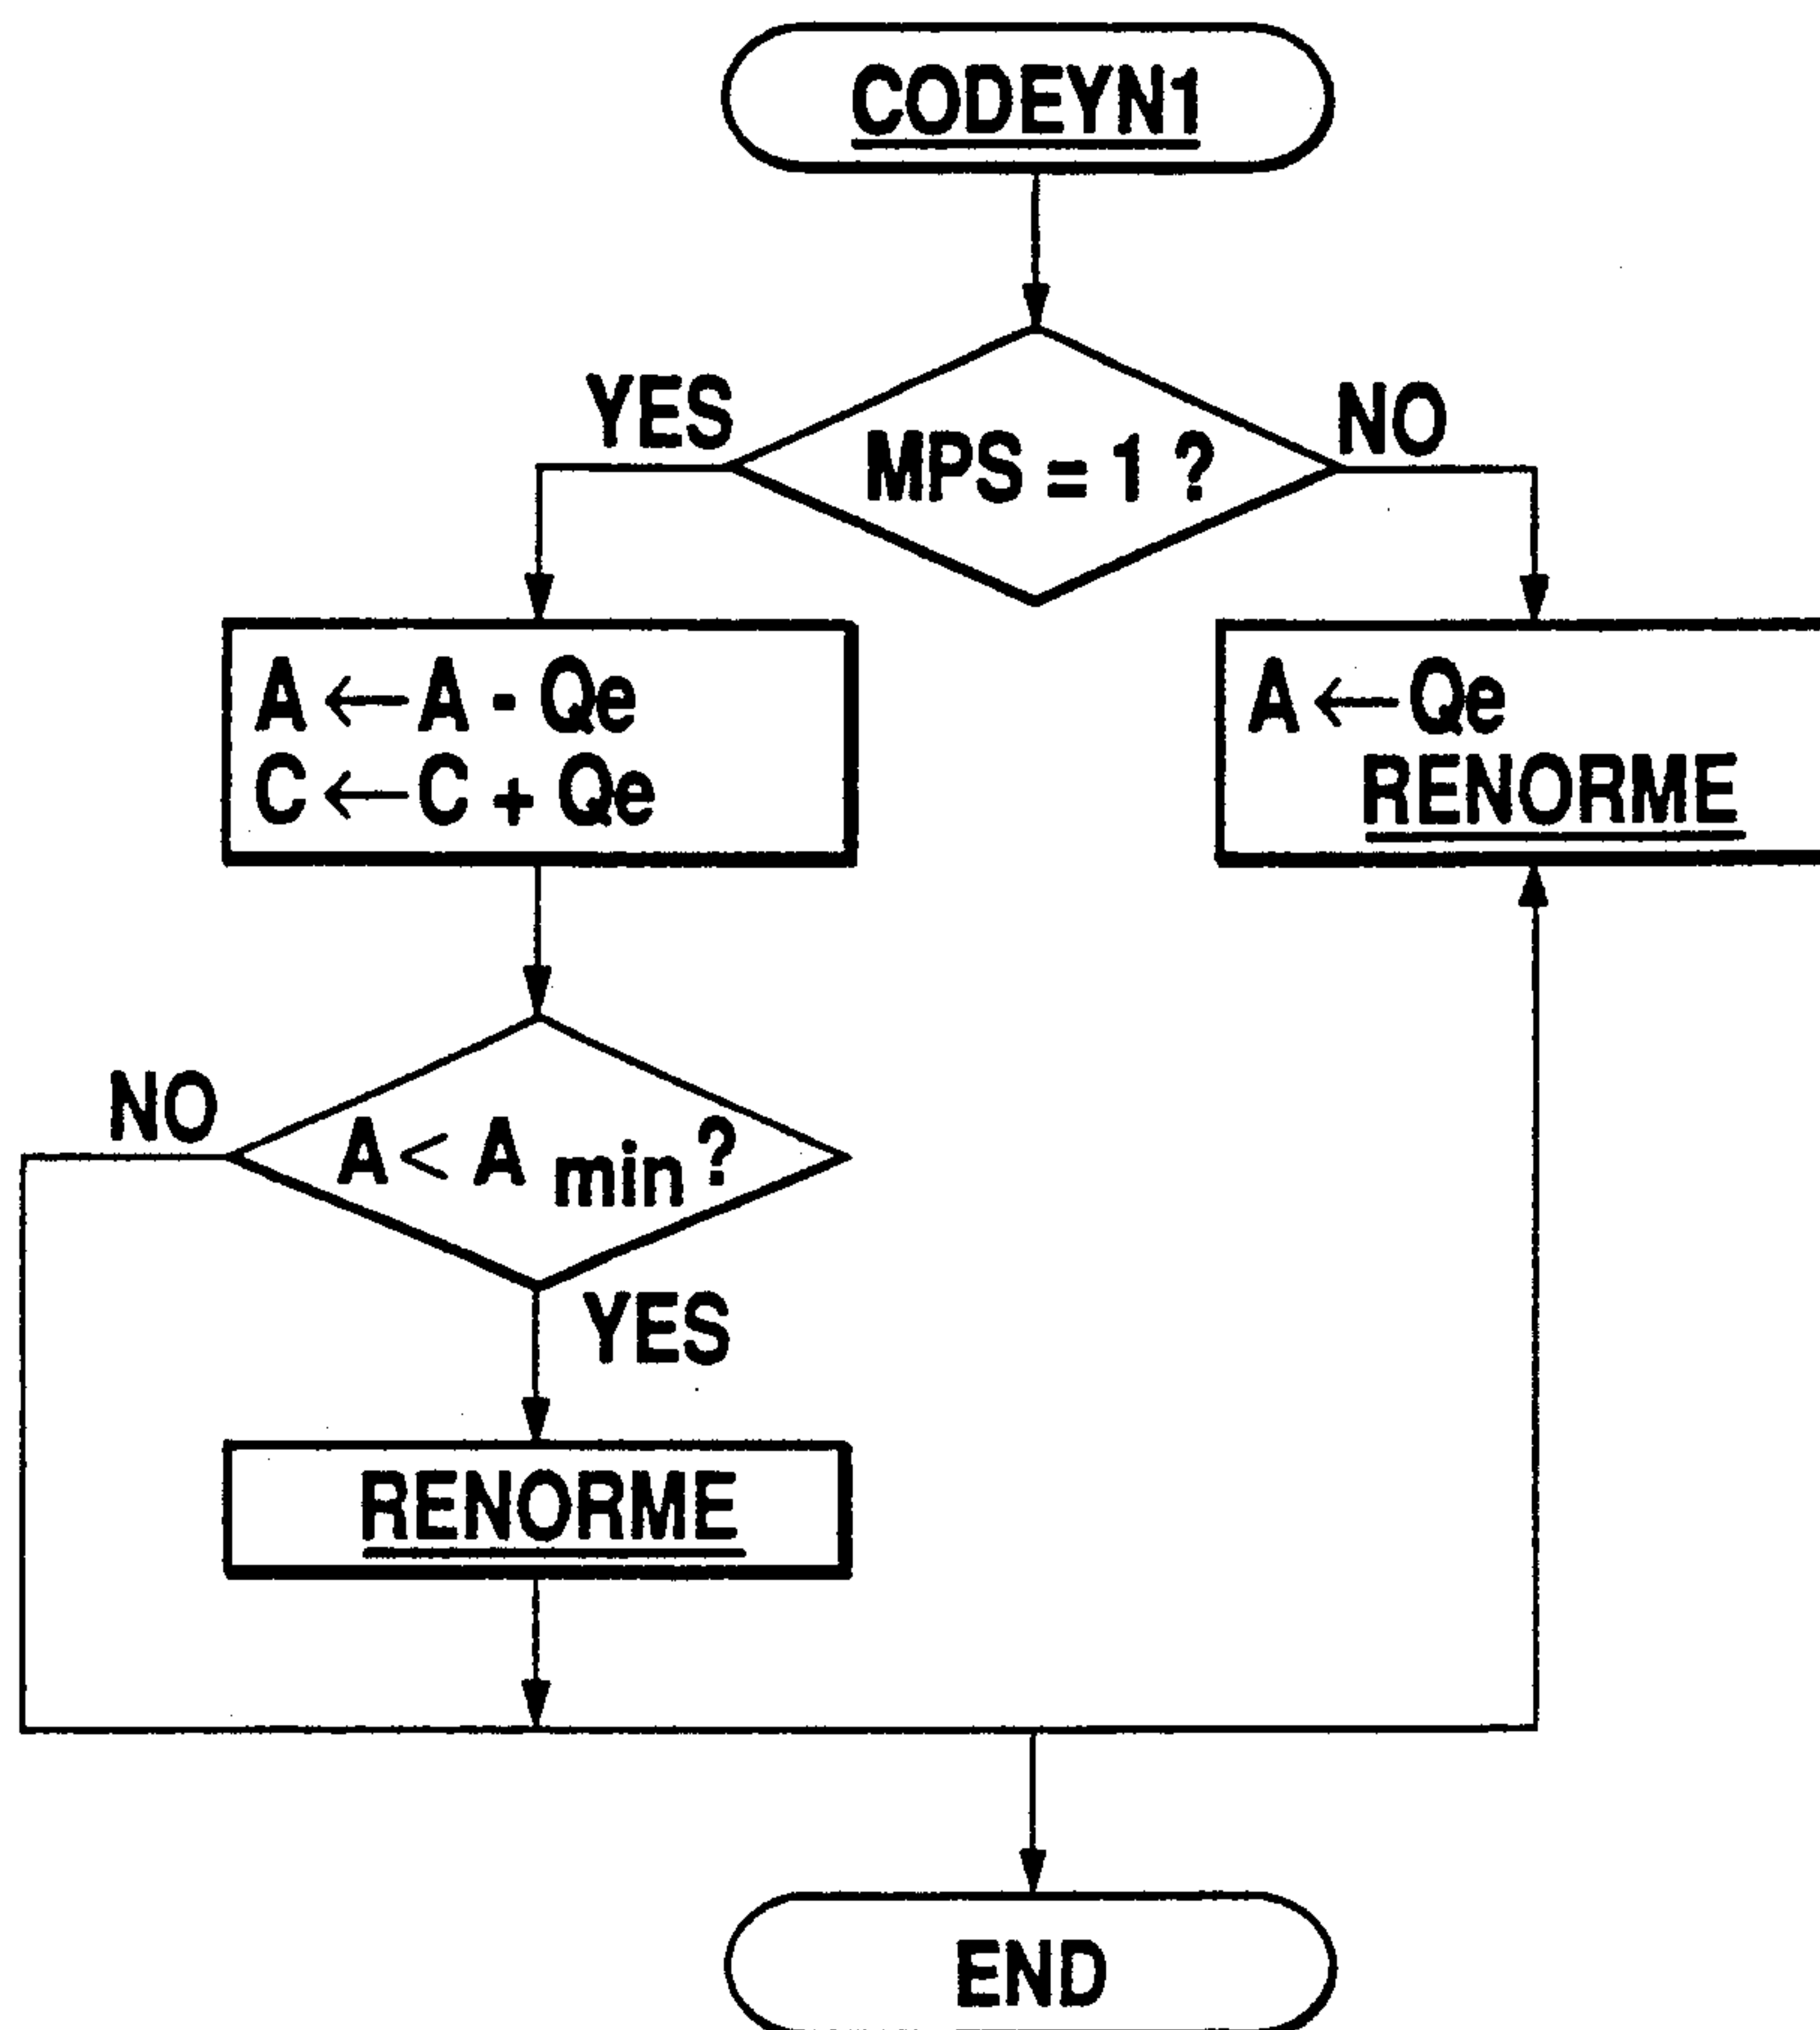 CODEYN1
YES
NO
MPS = 1 ?
A ← A - Qe
C ← C + Qe
A ← Qe
RENORME
NO
A < A min ?
YES
RENORME
END